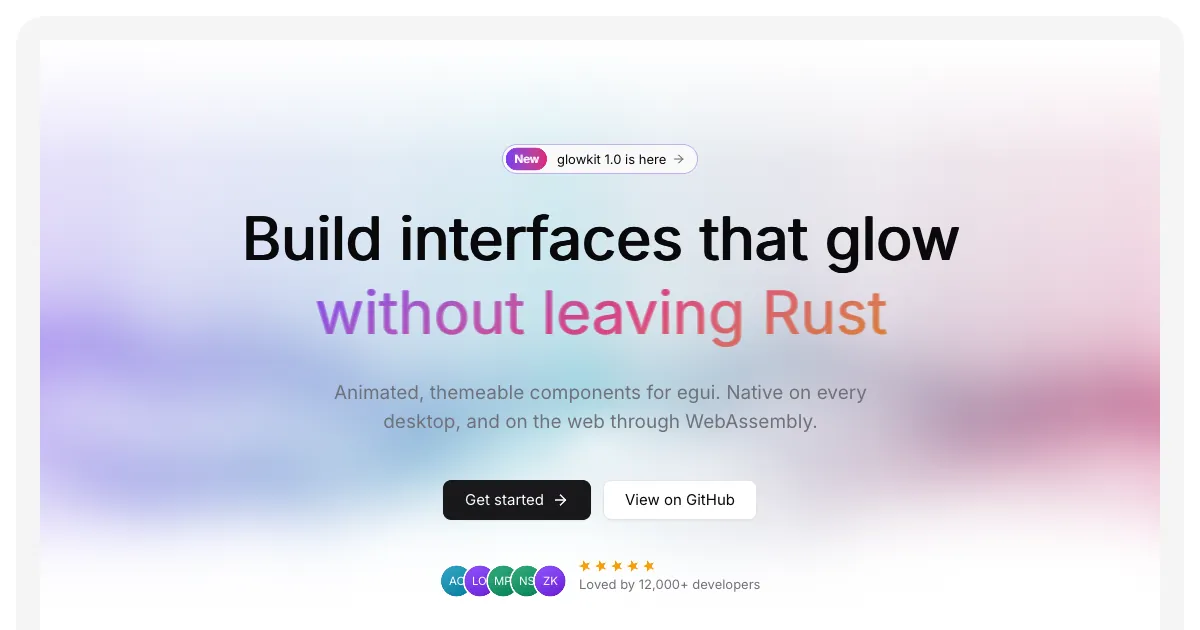 New glowkit 1.0 is here →
Build interfaces that glow
without leaving Rust
Animated, themeable components for egui. Native on every
desktop, and on the web through WebAssembly.
Get started →
View on GitHub
LO
NS
ZK
★★★★★
Loved by 12,000+ developers